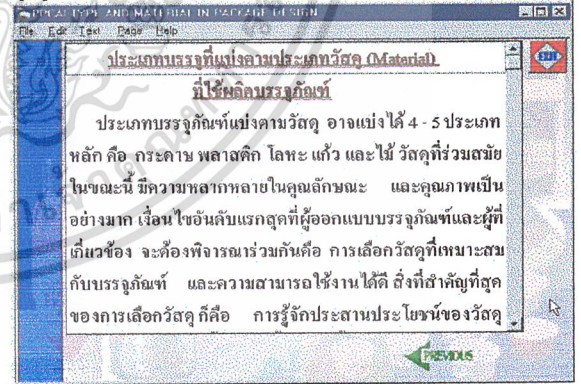 TYPE AND MATERIAL IN PACKAGE DESIGN
File Edit Text Page Help
ประเภทบรรจุที่แบ่งตามประเภทวัสดุ (Material)
ที่ใช้ผลิตบรรจุภัณฑ์
ประเภทบรรจุภัณฑ์แบ่งตามวัสดุ อาจแบ่งได้ 4 - 5 ประเภท
หลัก คือ กระดาษ พลาสติก โลหะ แก้ว และไม้ วัสดุที่ร่วมสมัย
ในขณะนี้ มีความหลากหลายในคุณลักษณะ และคุณภาพเป็น
อย่างมาก เงื่อนไขอันดับแรกสุดที่ผู้ออกแบบบรรจุภัณฑ์และผู้ที่
เกี่ยวข้อง จะต้องพิจารณาร่วมกันคือ การเลือกวัสดุที่เหมาะสม
กับบรรจุภัณฑ์ และความสามารถใช้งานได้ดี สิ่งที่สำคัญที่สุด
ของการเลือกวัสดุ ก็คือ การรู้จักประสานประโยชน์ของวัสดุ
PREVIOUS